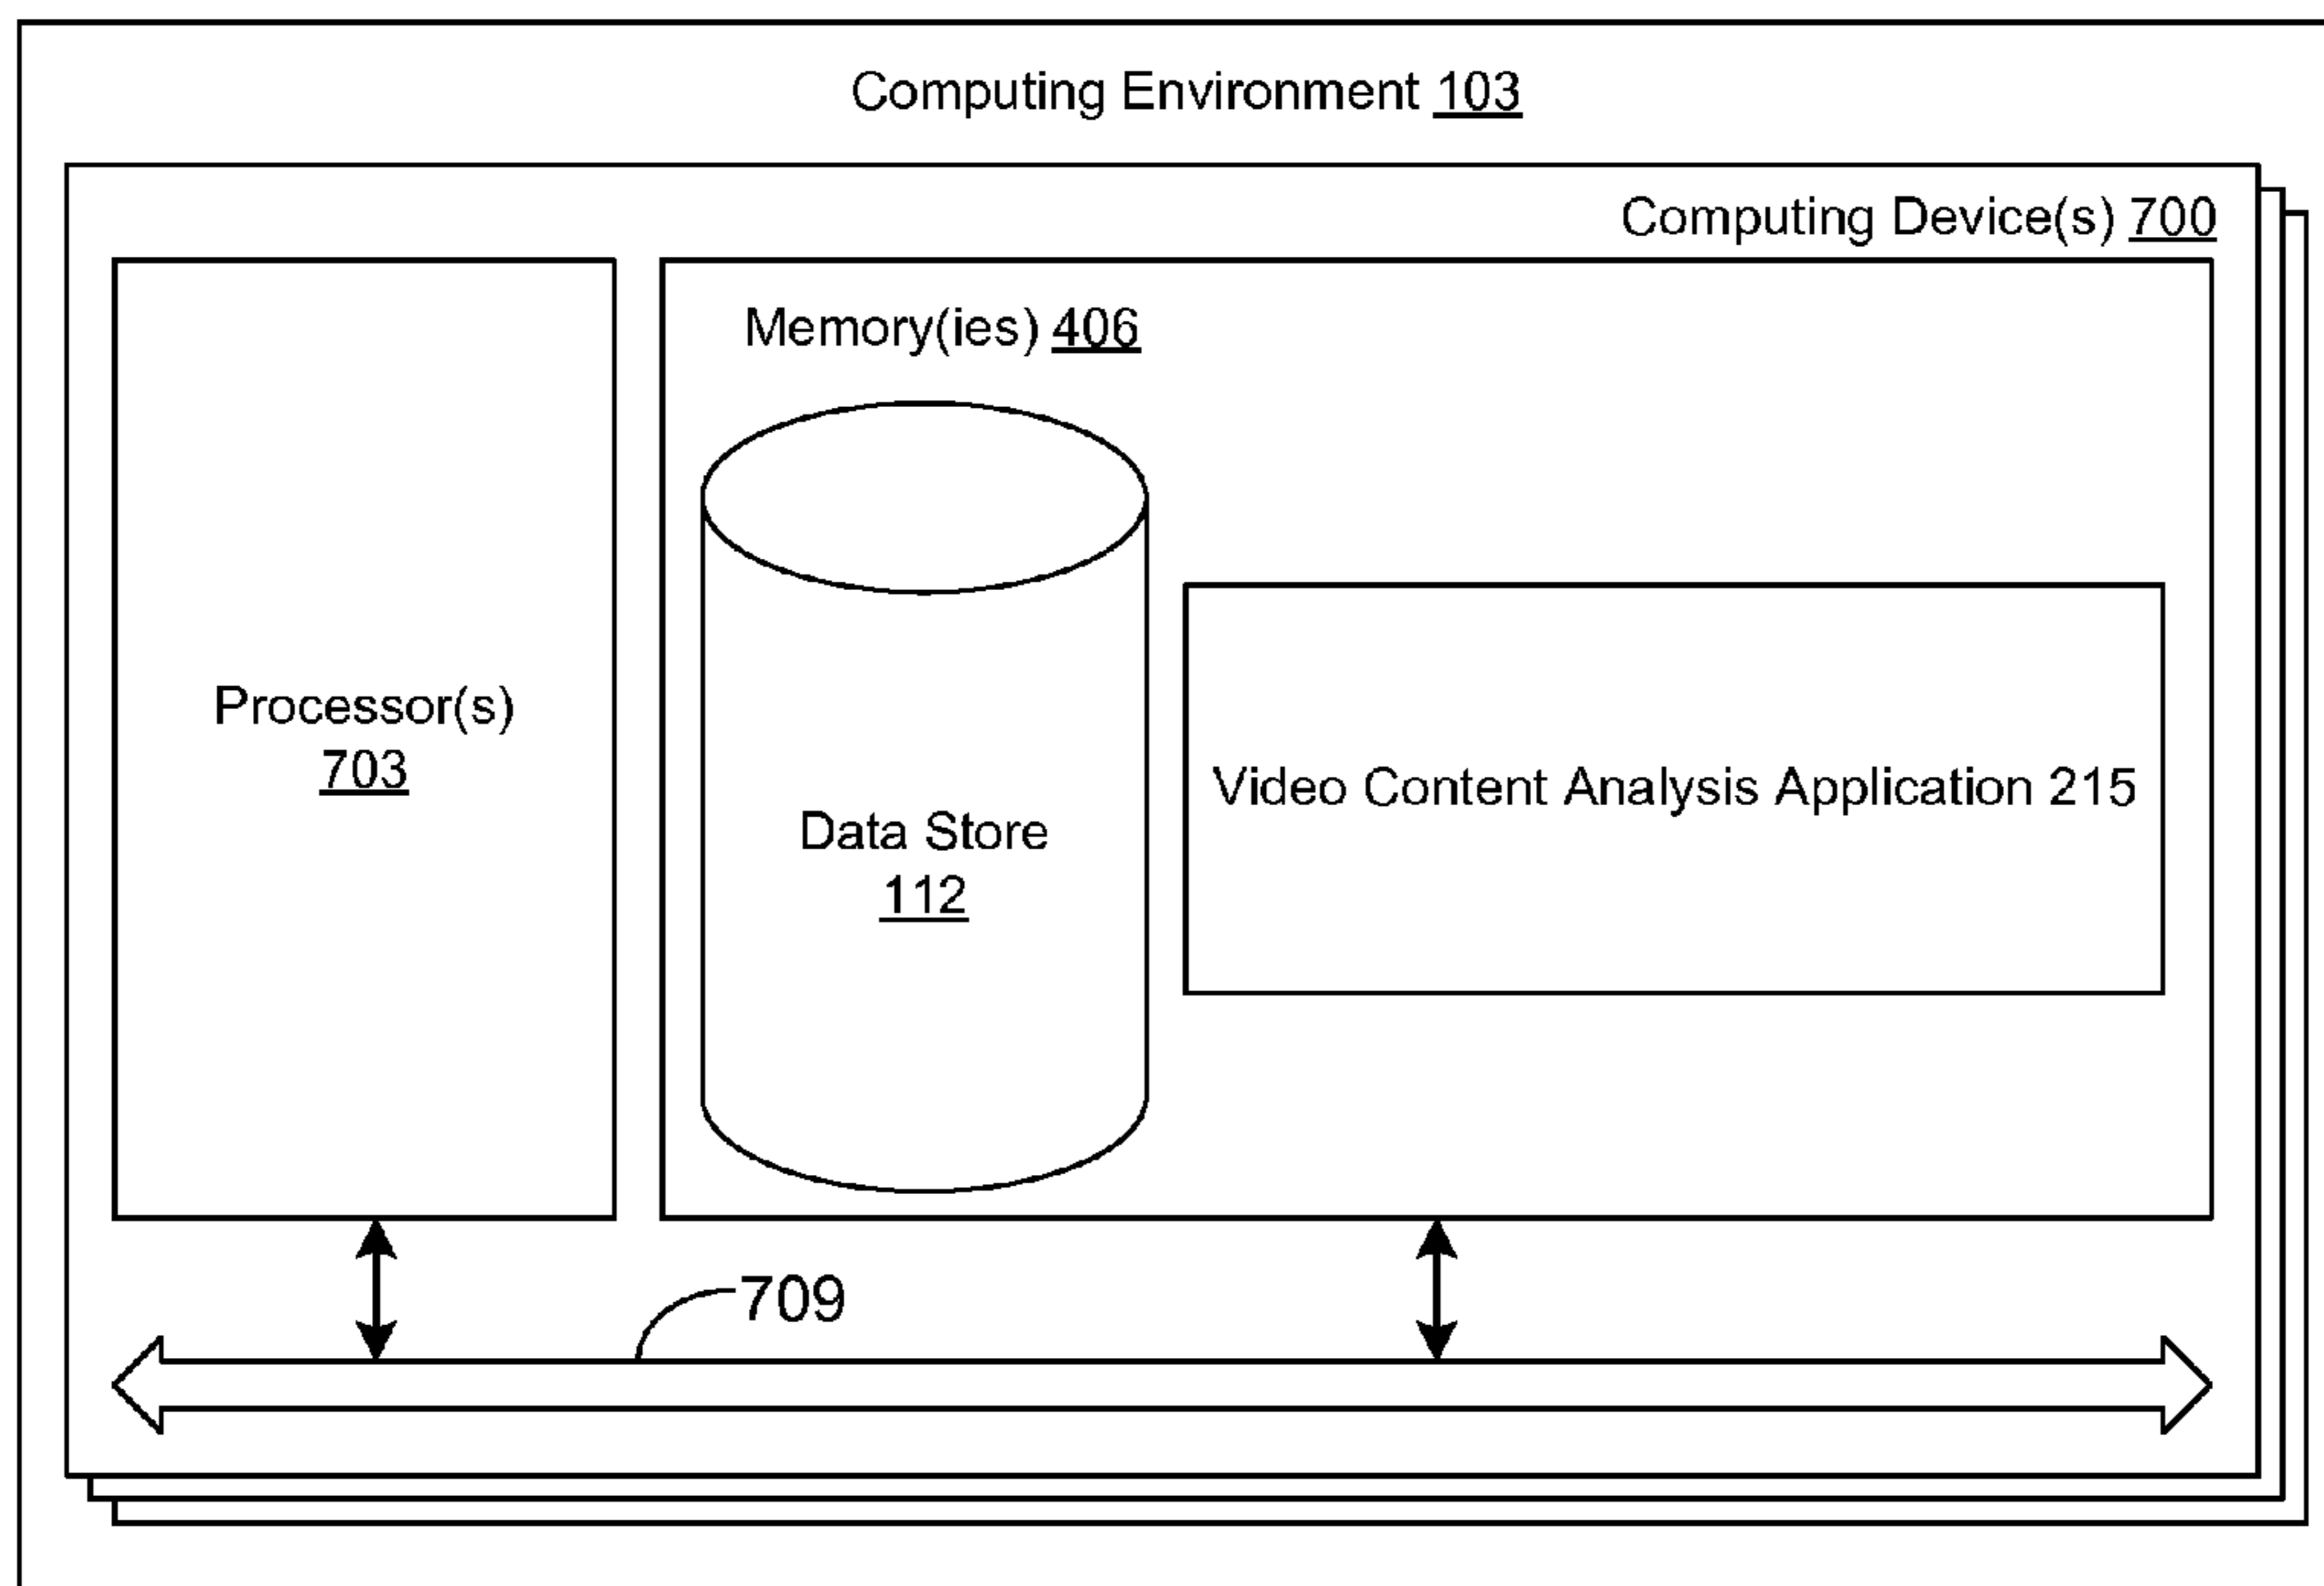 Computing Environment 103
Computing Device(s) 700
Memory(ies) 406
Processor(s)
703
Data Store
112
Video Content Analysis Application 215
709